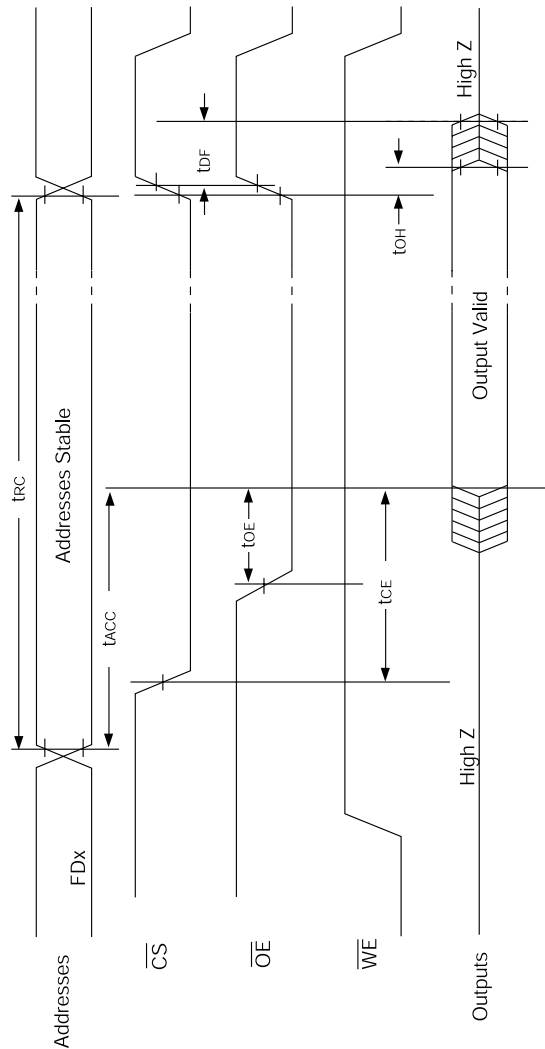 tRC
Addresses
FDx
Addresses Stable
tACC
CS
tDF
OE
tOE
WE
tCE
tOH
Outputs
High Z
Output Valid
High Z